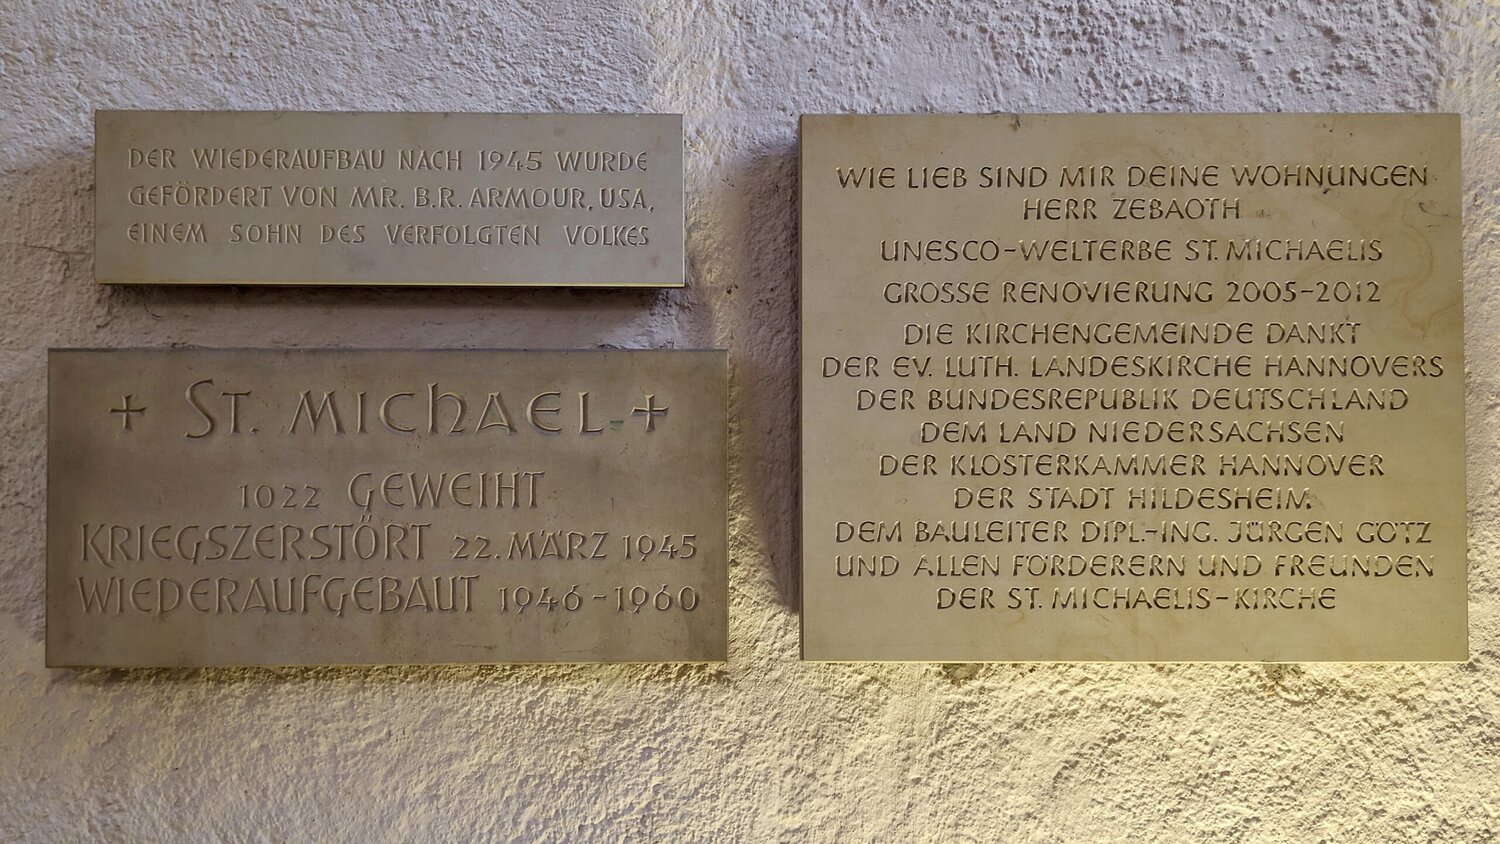 DER WIEDERAUFBAU NACH 1945 WURDE
GEFÖRDERT VON MR. B.R. ARMOUR, USA,
EINEM SOHN DES VERFOLGTEN VOLKES
+ ST. MICHAEL +
1022 GEWEIHT
KRIEGSZERSTÖRT 22. MÄRZ 1945
WIEDERAUFGEBAUT 1946-1960
WIE LIEB SIND MIR DEINE WOHNUNGEN
HERR ZEBAOTH
UNESCO-WELTERBE ST. MICHAELIS
GROSSE RENOVIERUNG 2005-2012
DIE KIRCHENGEMEINDE DANKT
DER EV. LUTH. LANDESKIRCHE HANNOVERS
DER BUNDESREPUBLIK DEUTSCHLAND
DEM LAND NIEDERSACHSEN
DER KLOSTERKAMMER HANNOVER
DER STADT HILDESHEIM
DEM BAULEITER DIPL.-ING. JÜRGEN GÖTZ
UND ALLEN FÖRDERERN UND FREUNDEN
DER ST. MICHAELIS-KIRCHE